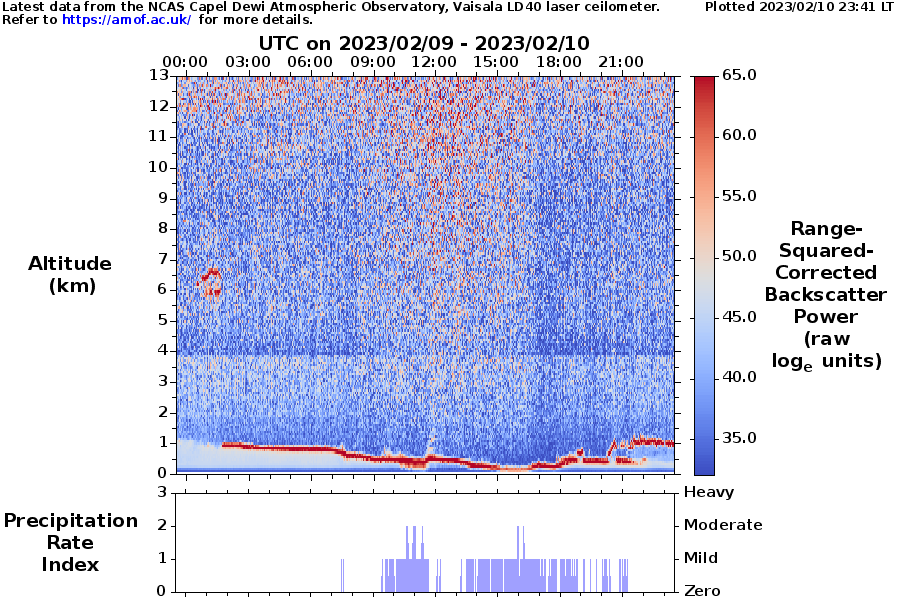 Latest data from the NCAS Capel Dewi Atmospheric Observatory, Vaisala LD40 laser ceilometer.
Plotted 2023/02/10 23:41 LT
Refer to https://amof.ac.uk/ for more details.
UTC on 2023/02/09 - 2023/02/10
00:00 03:00 06:00 09:00 12:00 15:00 18:00 21:00
13
12
11
10
9
8
7
6
5
4
3
2
1
0
Altitude
(km)
65.0
60.0
55.0
50.0
45.0
40.0
35.0
Range-
Squared-
Corrected
Backscatter
Power
(raw
logₑ units)
Precipitation
Rate
Index
3
2
1
0
Heavy
Moderate
Mild
Zero